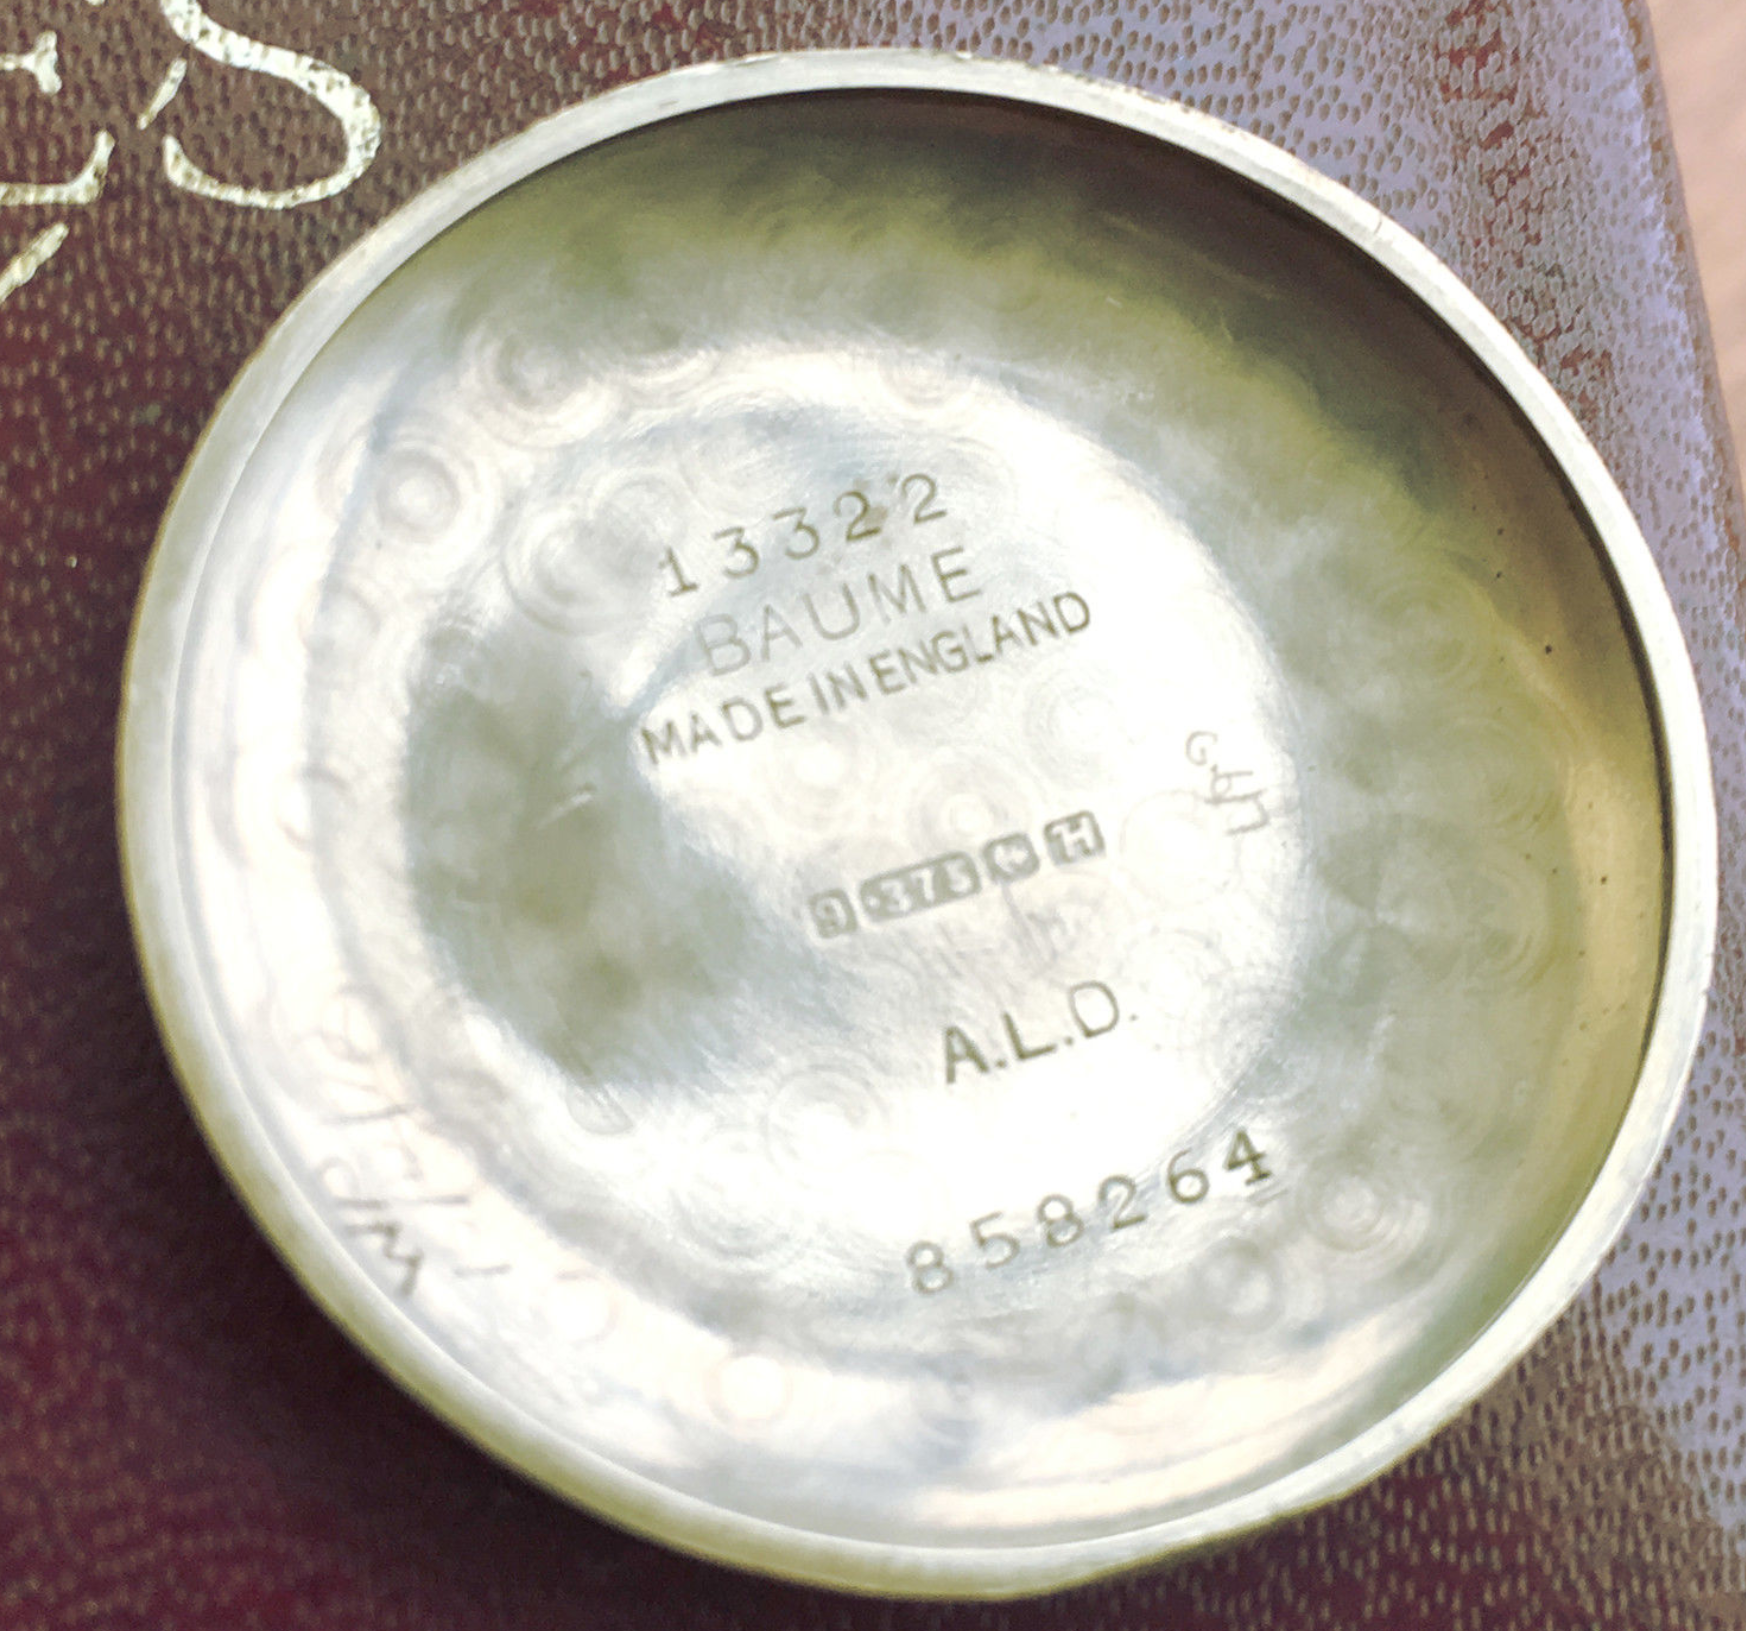 13322
BAUME
MADE IN ENGLAND
9 .375 H
A.L.D.
858264